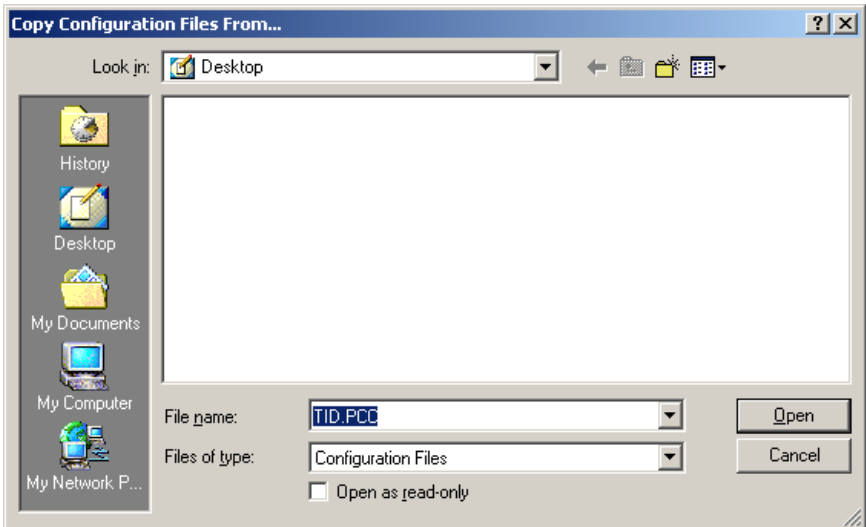 Copy Configuration Files From...
Look in: Desktop
History
Desktop
My Documents
My Computer
My Network P...
File name: TID.PCC Open
Files of type: Configuration Files Cancel
Open as read-only